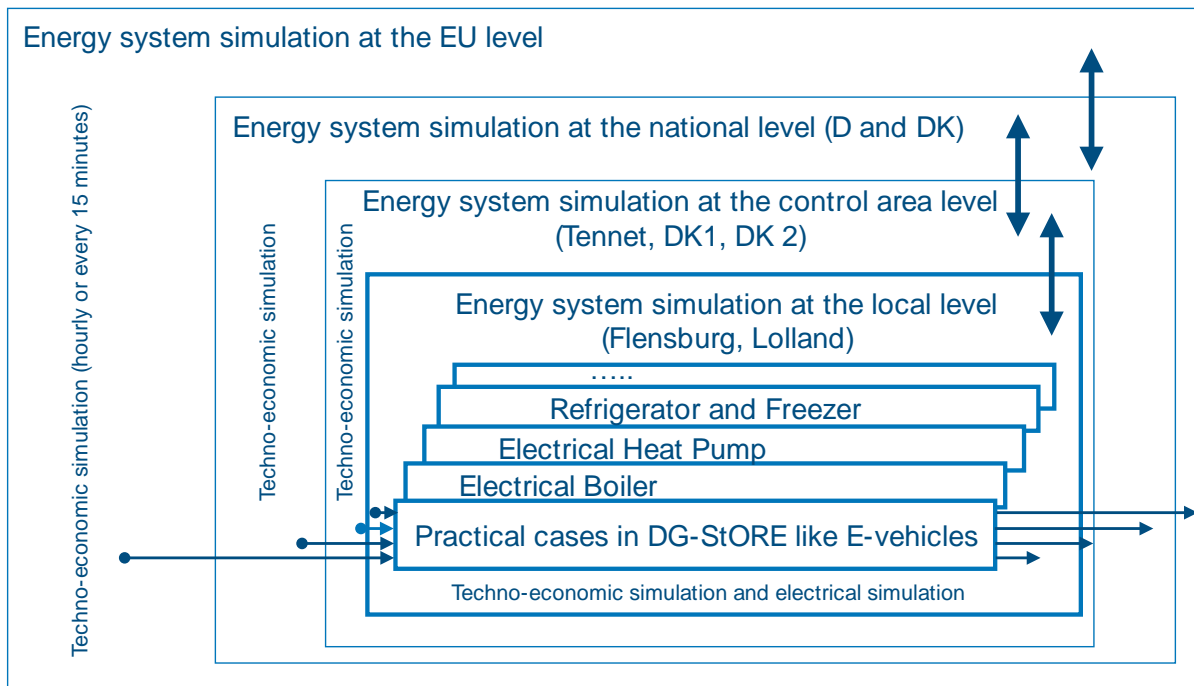 Energy system simulation at the EU level
Techno-economic simulation (hourly or every 15 minutes)
Energy system simulation at the national level (D and DK)
Techno-economic simulation
Energy system simulation at the control area level
(Tennet, DK1, DK 2)
Techno-economic simulation
Energy system simulation at the local level
(Flensburg, Lolland)
…..
Refrigerator and Freezer
Electrical Heat Pump
Electrical Boiler
Practical cases in DG-StORE like E-vehicles
Techno-economic simulation and electrical simulation